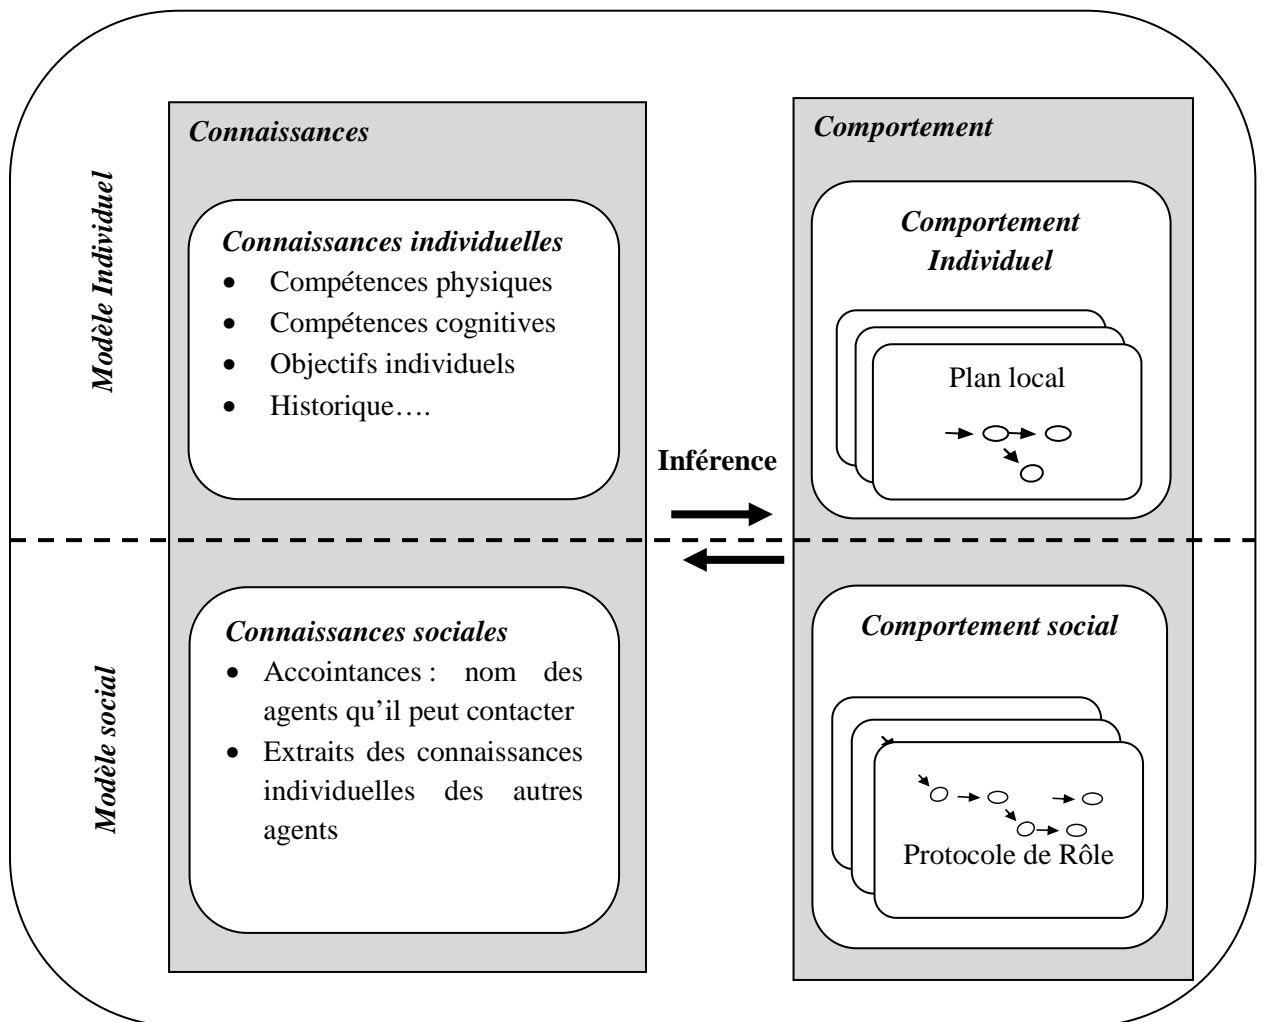 Modèle Individuel
Connaissances
Connaissances individuelles
• Compétences physiques
• Compétences cognitives
• Objectifs individuels
• Historique….
Inférence
Comportement
Comportement
Individuel
Plan local
Modèle social
Connaissances sociales
• Accointances : nom des
agents qu’il peut contacter
• Extraits des connaissances
individuelles des autres
agents
Comportement social
Protocole de Rôle